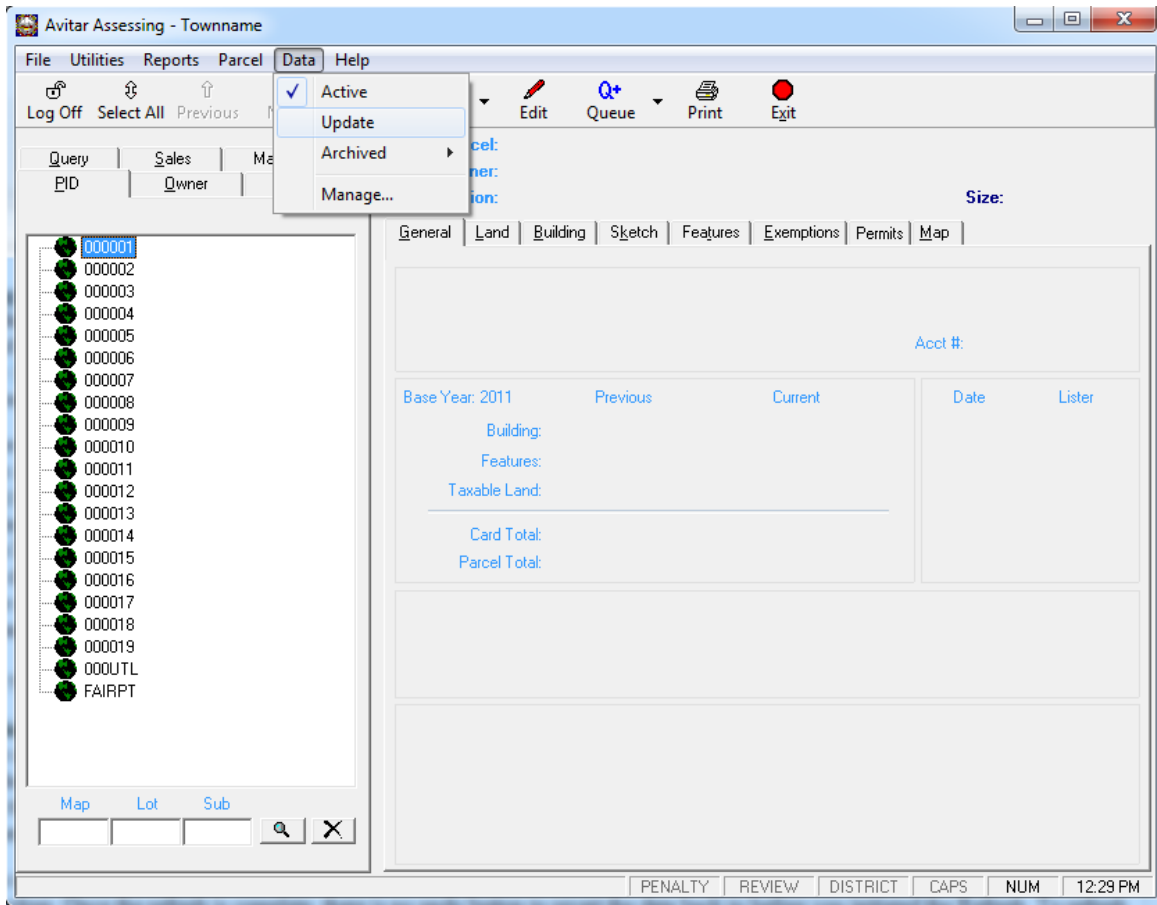 Avitar Assessing - Townname
File Utilities Reports Parcel Data Help
Log Off Select All Previous Edit Queue Print Exit
Q+
Active
Update
Archived
Manage...
Query Sales Ma
PID Owner
cel:
ner:
ion: Size:
General Land Building Sketch Features Exemptions Permits Map
000001
000002
000003
000004
000005
000006
000007
000008
000009
000010
000011
000012
000013
000014
000015
000016
000017
000018
000019
000UTL
FAIRPT
Acct #:
Base Year: 2011 Previous Current Date Lister
Building:
Features:
Taxable Land:
Card Total:
Parcel Total:
Map Lot Sub
PENALTY REVIEW DISTRICT CAPS NUM 12:29 PM